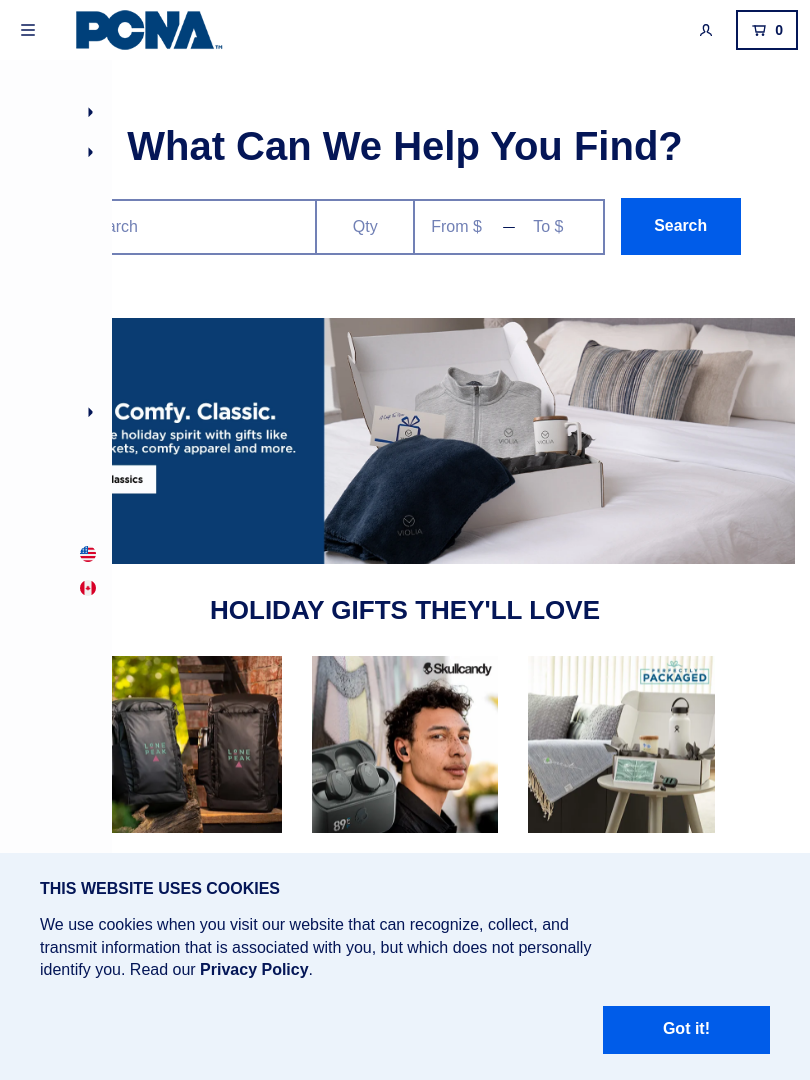 PCNA™
0
What Can We Help You Find?
arch
Qty
From $ — To $
Search
Comfy. Classic.
e holiday spirit with gifts like
kets, comfy apparel and more.
lassics
VIOLIA
VIOLIA
VIOLIA
HOLIDAY GIFTS THEY'LL LOVE
LONE
PEAK
LONE
PEAK
Skullcandy
89%
PERFECTLY
PACKAGED
THIS WEBSITE USES COOKIES
We use cookies when you visit our website that can recognize, collect, and
transmit information that is associated with you, but which does not personally
identify you. Read our Privacy Policy.
Got it!